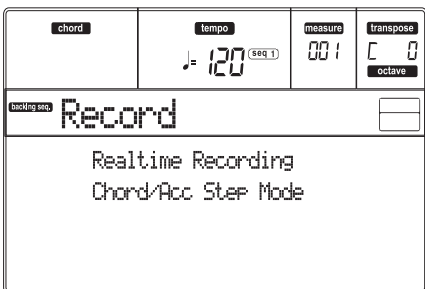 chord tempo measure transpose
♩= 120 seq 1 001 C 0
octave
backing seq. Record
Realtime Recording
Chord/Acc Step Mode